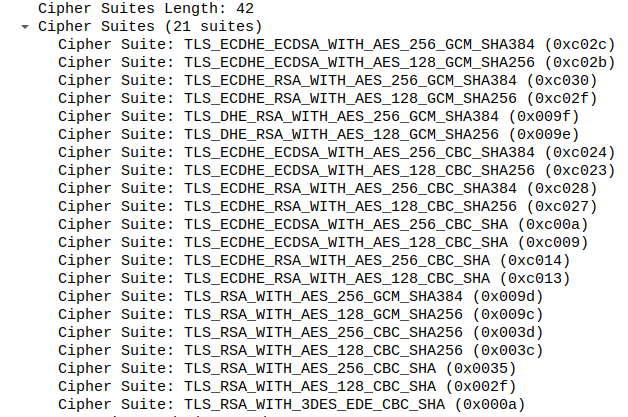 Cipher Suites Length: 42
Cipher Suites (21 suites)
Cipher Suite: TLS_ECDHE_ECDSA_WITH_AES_256_GCM_SHA384 (0xc02c)
Cipher Suite: TLS_ECDHE_ECDSA_WITH_AES_128_GCM_SHA256 (0xc02b)
Cipher Suite: TLS_ECDHE_RSA_WITH_AES_256_GCM_SHA384 (0xc030)
Cipher Suite: TLS_ECDHE_RSA_WITH_AES_128_GCM_SHA256 (0xc02f)
Cipher Suite: TLS_DHE_RSA_WITH_AES_256_GCM_SHA384 (0x009f)
Cipher Suite: TLS_DHE_RSA_WITH_AES_128_GCM_SHA256 (0x009e)
Cipher Suite: TLS_ECDHE_ECDSA_WITH_AES_256_CBC_SHA384 (0xc024)
Cipher Suite: TLS_ECDHE_ECDSA_WITH_AES_128_CBC_SHA256 (0xc023)
Cipher Suite: TLS_ECDHE_RSA_WITH_AES_256_CBC_SHA384 (0xc028)
Cipher Suite: TLS_ECDHE_RSA_WITH_AES_128_CBC_SHA256 (0xc027)
Cipher Suite: TLS_ECDHE_ECDSA_WITH_AES_256_CBC_SHA (0xc00a)
Cipher Suite: TLS_ECDHE_ECDSA_WITH_AES_128_CBC_SHA (0xc009)
Cipher Suite: TLS_ECDHE_RSA_WITH_AES_256_CBC_SHA (0xc014)
Cipher Suite: TLS_ECDHE_RSA_WITH_AES_128_CBC_SHA (0xc013)
Cipher Suite: TLS_RSA_WITH_AES_256_GCM_SHA384 (0x009d)
Cipher Suite: TLS_RSA_WITH_AES_128_GCM_SHA256 (0x009c)
Cipher Suite: TLS_RSA_WITH_AES_256_CBC_SHA256 (0x003d)
Cipher Suite: TLS_RSA_WITH_AES_128_CBC_SHA256 (0x003c)
Cipher Suite: TLS_RSA_WITH_AES_256_CBC_SHA (0x0035)
Cipher Suite: TLS_RSA_WITH_AES_128_CBC_SHA (0x002f)
Cipher Suite: TLS_RSA_WITH_3DES_EDE_CBC_SHA (0x000a)